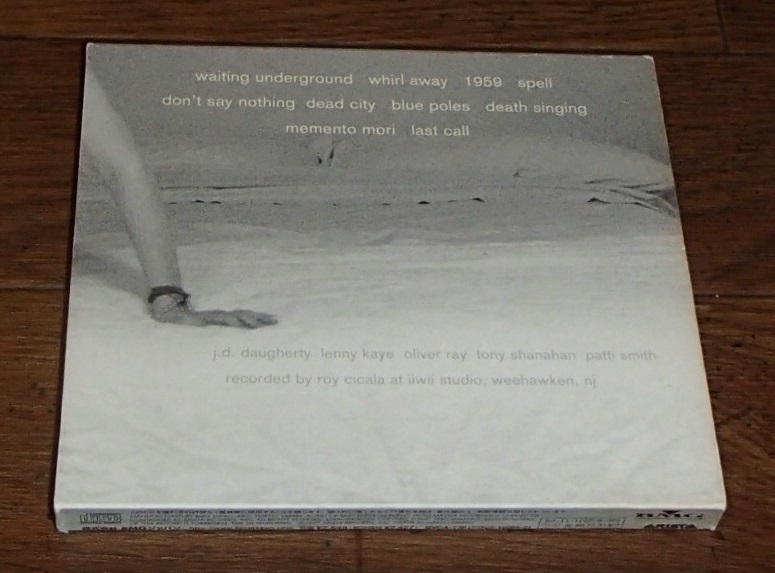 waiting underground whirl away 1959 spell
don't say nothing dead city blue poles death singing
memento mori last call
j.d. daugherty lenny kaye oliver ray tony shanahan patti smith
recorded by roy cicala at iiwii studio, weehawken, nj
BMG
ARISTA